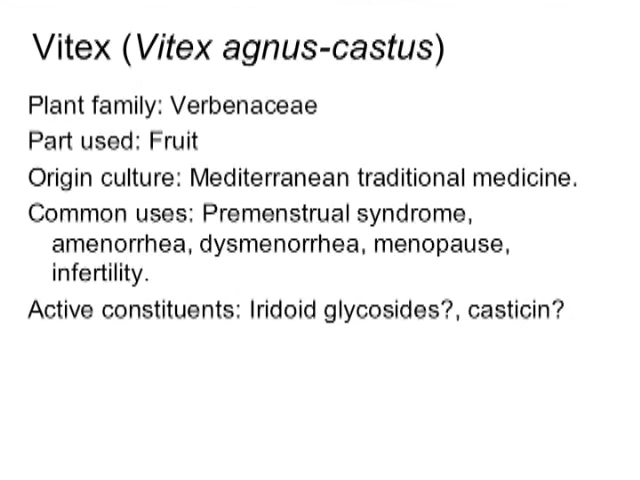 Vitex (Vitex agnus-castus)
Plant family: Verbenaceae
Part used: Fruit
Origin culture: Mediterranean traditional medicine.
Common uses: Premenstrual syndrome,
amenorrhea, dysmenorrhea, menopause,
infertility.
Active constituents: Iridoid glycosides?, casticin?